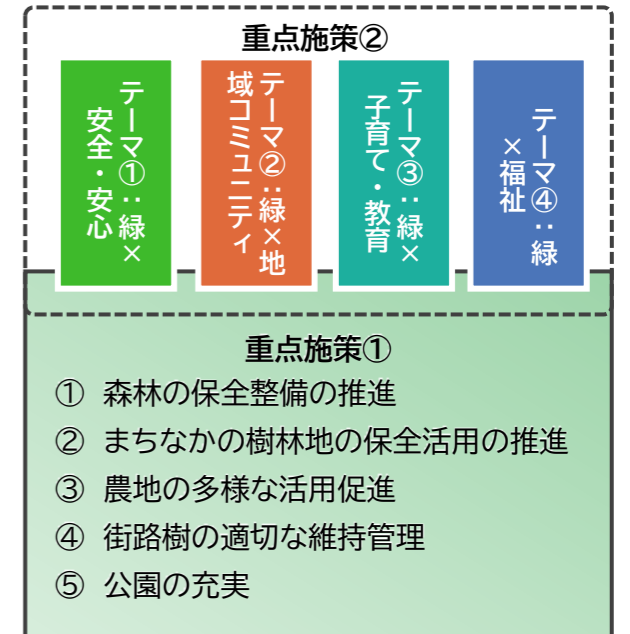 重点施策②
テーマ①:緑×
安全・安心
テーマ②:緑×地
域コミュニティ
テーマ③:緑×
子育て・教育
テーマ④:緑
×福祉
重点施策①
① 森林の保全整備の推進
② まちなかの樹林地の保全活用の推進
③ 農地の多様な活用促進
④ 街路樹の適切な維持管理
⑤ 公園の充実